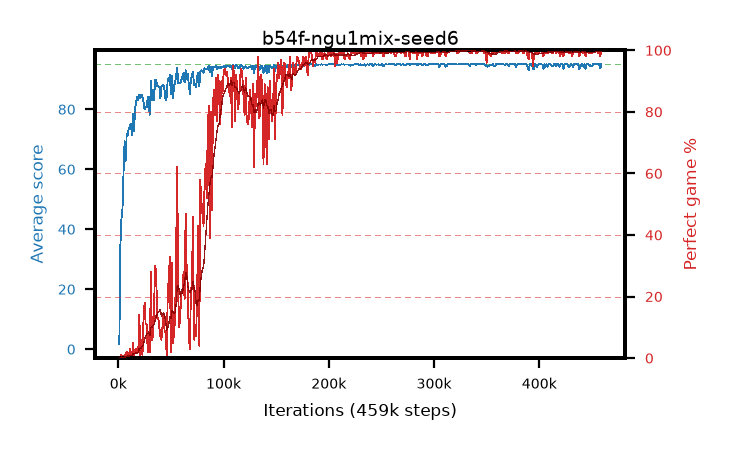 b54f-ngu1mix-seed6
Average score
80
60
40
20
0
100
80
60
40
20
0
Perfect game %
0k
100k
200k
300k
400k
Iterations (459k steps)